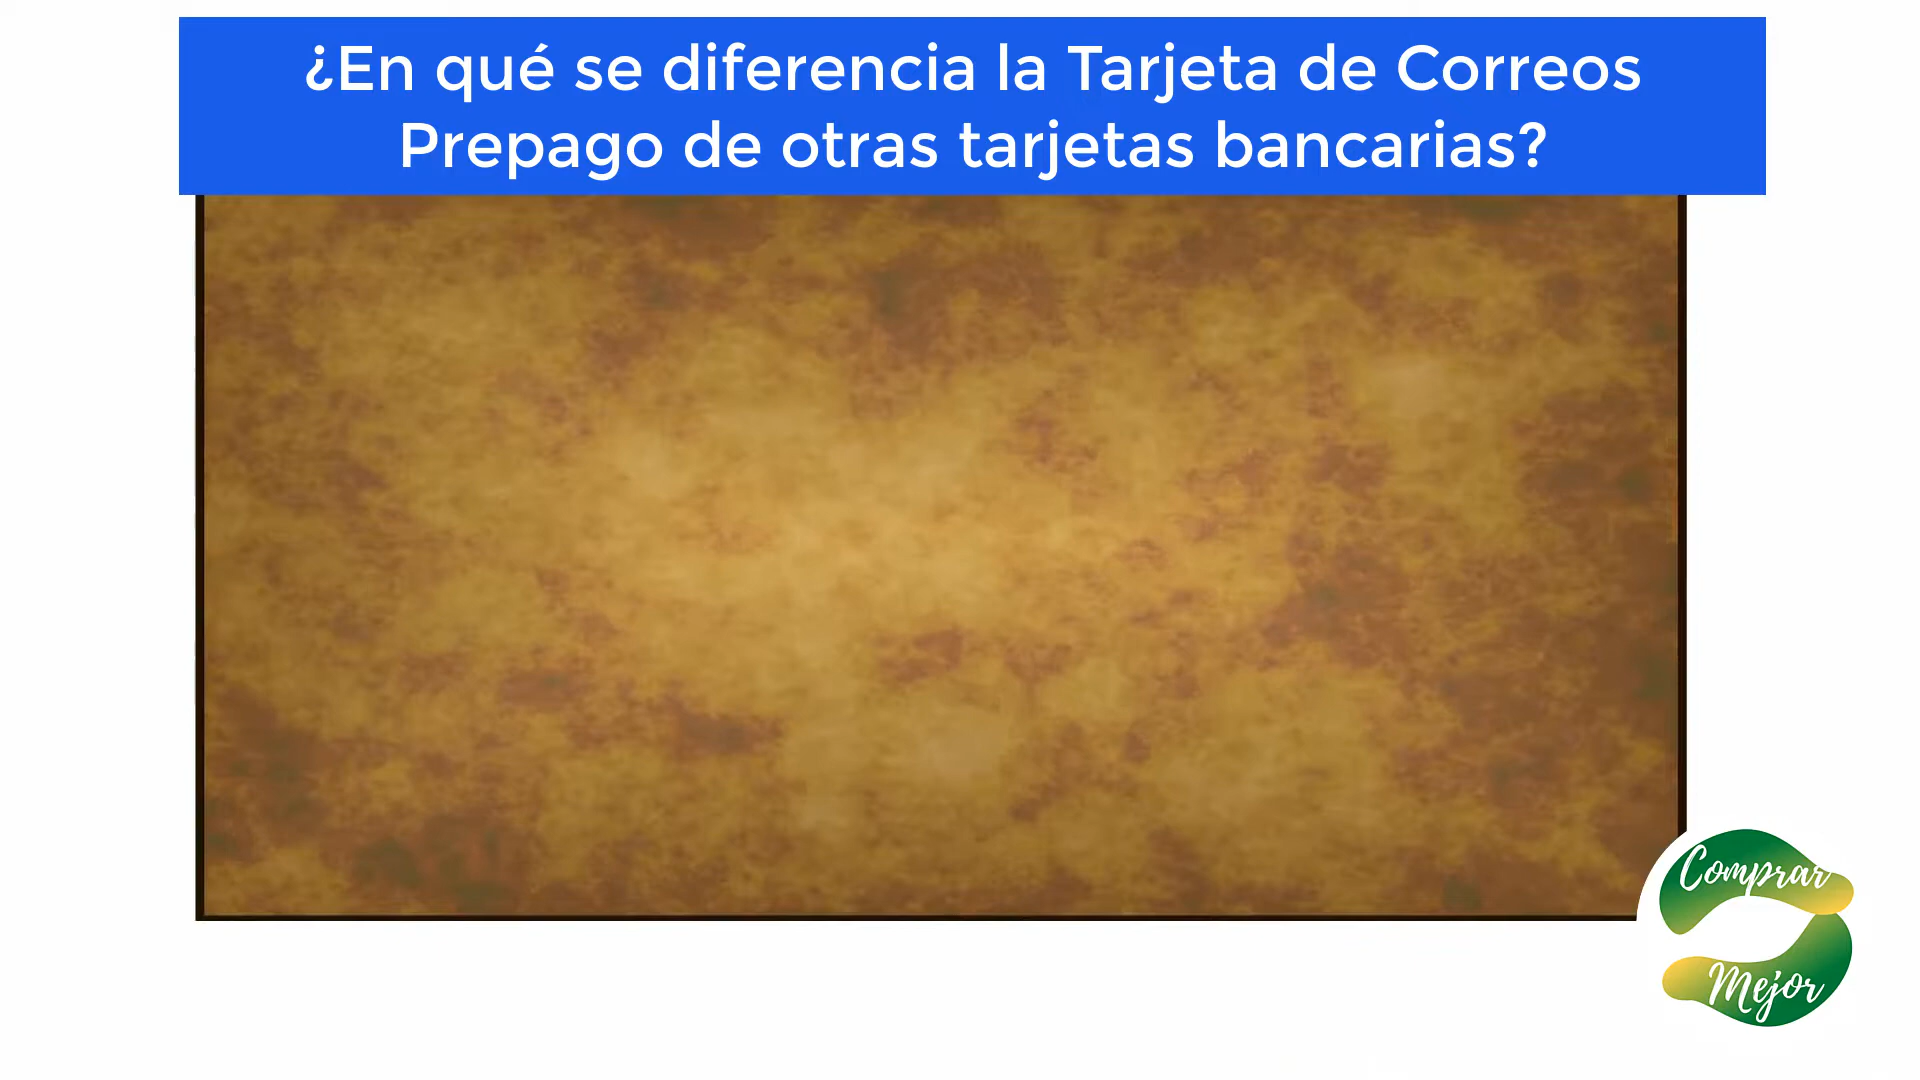 ¿En qué se diferencia la Tarjeta de Correos
Prepago de otras tarjetas bancarias?
Comprar
Mejor